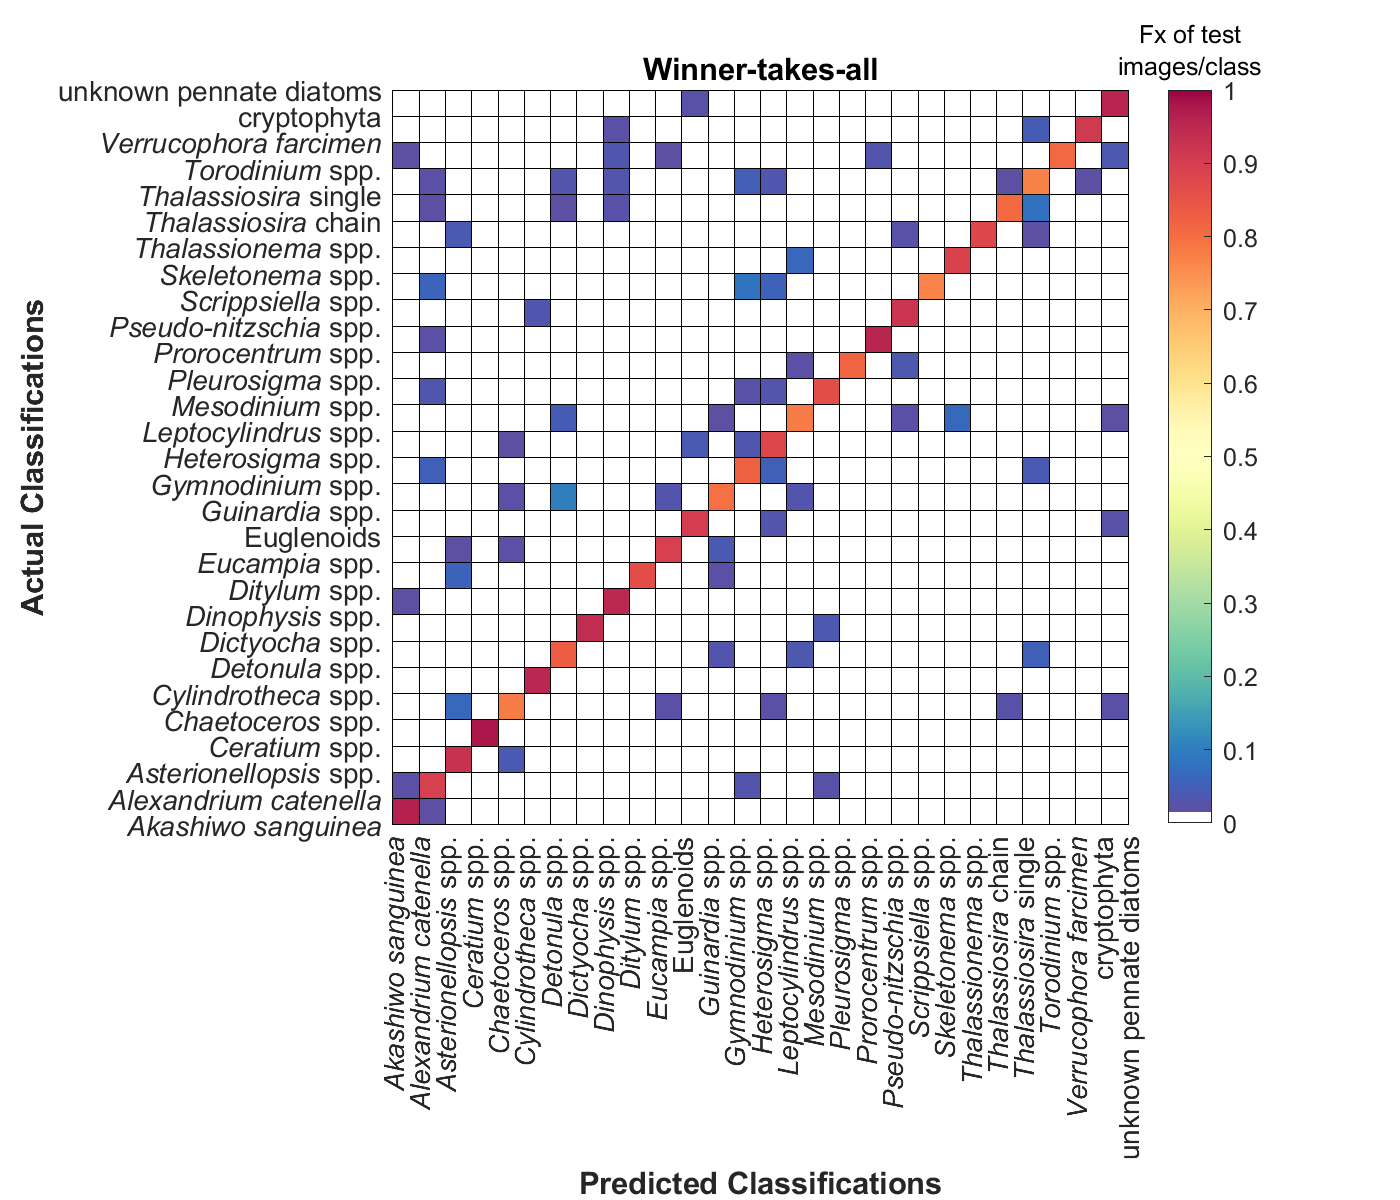 Fx of test
images/class
Winner-takes-all
unknown pennate diatoms
cryptophyta
Verrucophora farcimen
Torodinium spp.
Thalassiosira single
Thalassiosira chain
Thalassionema spp.
Skeletonema spp.
Scrippsiella spp.
Pseudo-nitzschia spp.
Prorocentrum spp.
Pleurosigma spp.
Mesodinium spp.
Leptocylindrus spp.
Heterosigma spp.
Gymnodinium spp.
Guinardia spp.
Euglenoids
Eucampia spp.
Ditylum spp.
Dinophysis spp.
Dictyocha spp.
Detonula spp.
Cylindrotheca spp.
Chaetoceros spp.
Ceratium spp.
Asterionellopsis spp.
Alexandrium catenella
Akashiwo sanguinea
Actual Classifications
1
0.9
0.8
0.7
0.6
0.5
0.4
0.3
0.2
0.1
0
Akashiwo sanguinea
Alexandrium catenella
Asterionellopsis spp.
Ceratium spp.
Chaetoceros spp.
Cylindrotheca spp.
Detonula spp.
Dictyocha spp.
Dinophysis spp.
Ditylum spp.
Eucampia spp.
Euglenoids
Guinardia spp.
Gymnodinium spp.
Heterosigma spp.
Leptocylindrus spp.
Mesodinium spp.
Pleurosigma spp.
Prorocentrum spp.
Pseudo-nitzschia spp.
Scrippsiella spp.
Skeletonema spp.
Thalassionema spp.
Thalassiosira chain
Thalassiosira single
Torodinium spp.
Verrucophora farcimen
cryptophyta
unknown pennate diatoms
Predicted Classifications